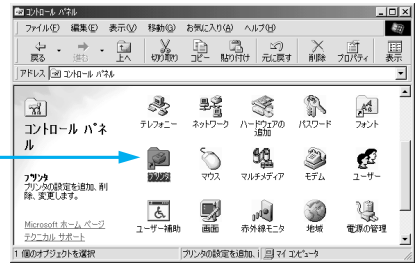 コントロール パネル
ファイル(F) 編集(E) 表示(V) 移動(G) お気に入り(A) ヘルプ(H)
戻る 進む 上へ 切り取り コピー 貼り付け 元に戻す 削除 プロパティ 表示
アドレス コントロール パネル
コントロール パネ
ル
プリンタ
プリンタの設定を追加、削
除、変更します。
Microsoft ホーム ページ
テクニカル サポート
テレフォニー ネットワーク ハードウェアの
追加 パスワード フォント
プリンタ マウス マルチメディア モデム ユーザー
ユーザー補助 画面 赤外線モニタ 地域 電源の管理
1 個のオブジェクトを選択 プリンタの設定を追加、i マイ コンピュータ